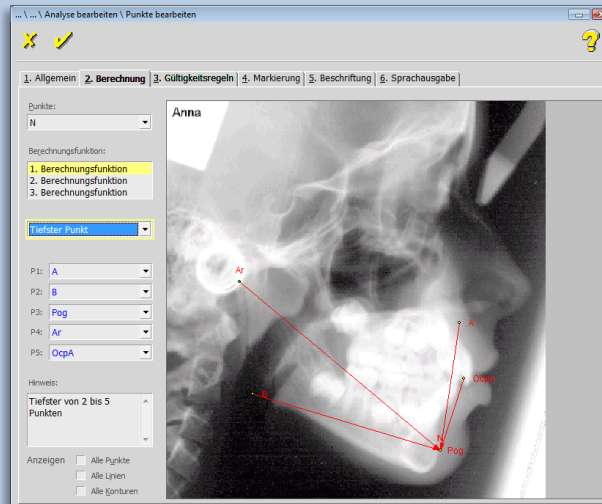 ... \ ... \ Analyse bearbeiten \ Punkte bearbeiten
1. Allgemein 2. Berechnung 3. Gültigkeitsregeln 4. Markierung 5. Beschriftung 6. Sprachausgabe
Punkte:
N
Berechnungsfunktion:
1. Berechnungsfunktion
2. Berechnungsfunktion
3. Berechnungsfunktion
Tiefster Punkt
P1: A
P2: B
P3: Pog
P4: Ar
P5: OcpA
Hinweis:
Tiefster von 2 bis 5
Punkten
Anzeigen Alle Punkte
Alle Linien
Alle Konturen
Anna
Ar
A
OcpA
B
N
Pog